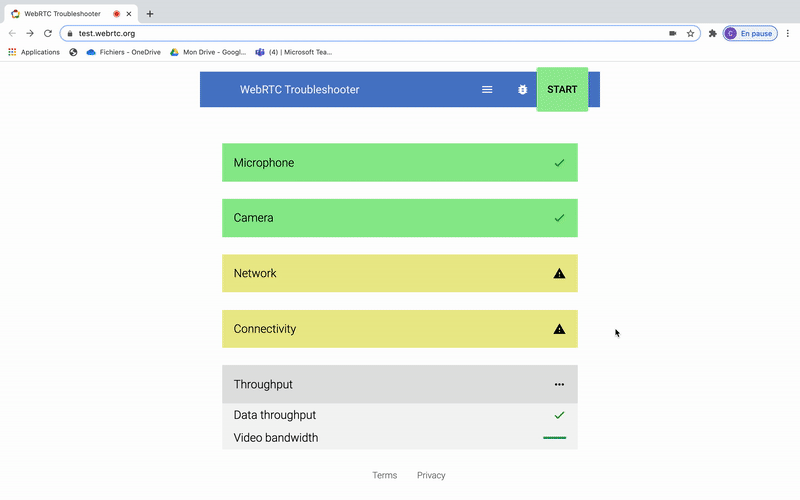 WebRTC Troubleshooter
test.webrtc.org
C En pause
Applications Fichiers - OneDrive Mon Drive - Googl... (4) | Microsoft Tea...
WebRTC Troubleshooter START
Microphone
Camera
Network
Connectivity
Throughput
Data throughput
Video bandwidth
Terms Privacy